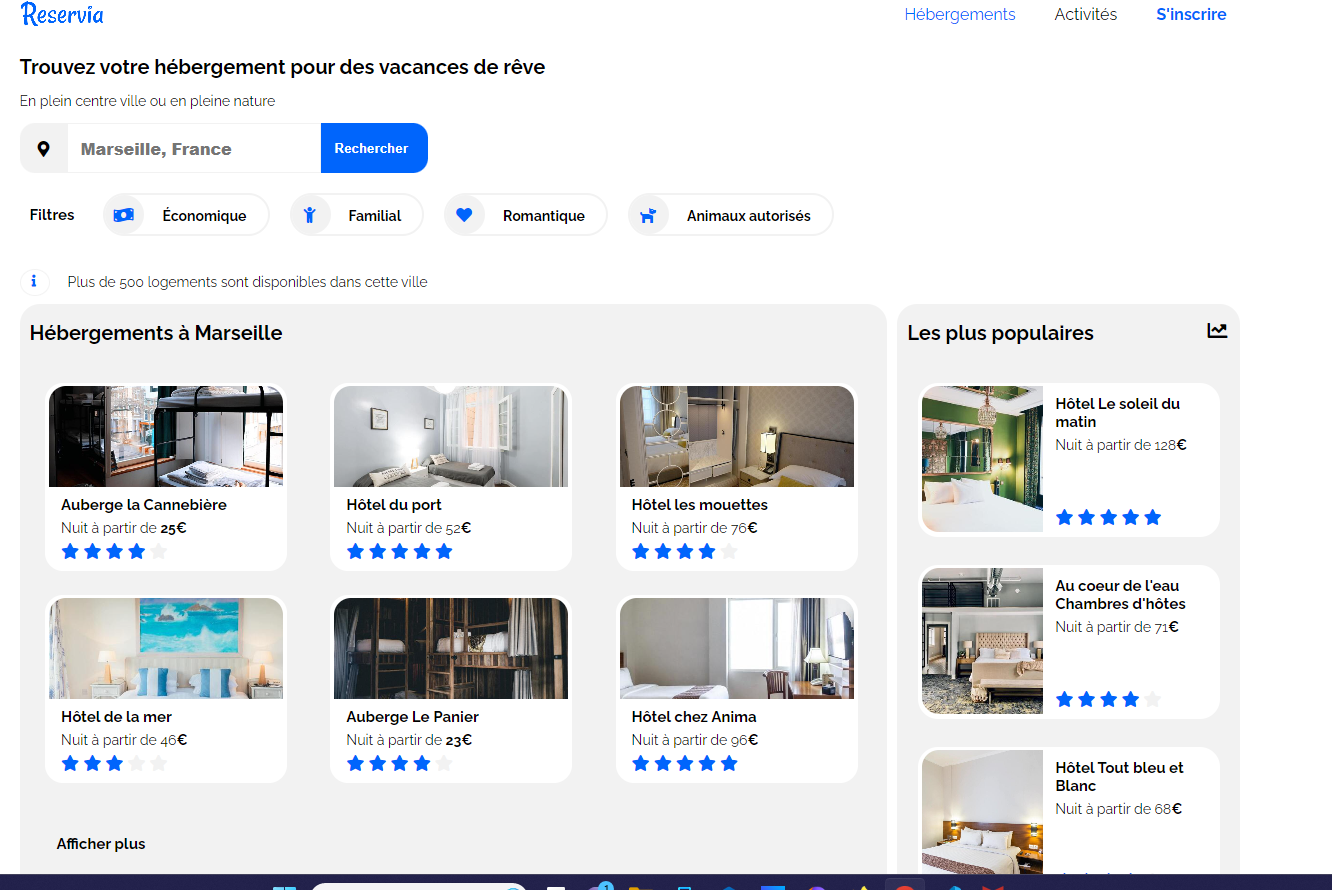 Reservia
Hébergements
Activités
S'inscrire
Trouvez votre hébergement pour des vacances de rêve
En plein centre ville ou en pleine nature
Marseille, France
Rechercher
Filtres
Économique
Familial
Romantique
Animaux autorisés
Plus de 500 logements sont disponibles dans cette ville
Hébergements à Marseille
Auberge la Cannebière
Nuit à partir de 25€
Hôtel du port
Nuit à partir de 52€
Hôtel les mouettes
Nuit à partir de 76€
Hôtel de la mer
Nuit à partir de 46€
Auberge Le Panier
Nuit à partir de 23€
Hôtel chez Anima
Nuit à partir de 96€
Afficher plus
Les plus populaires
Hôtel Le soleil du
matin
Nuit à partir de 128€
Au coeur de l'eau
Chambres d'hôtes
Nuit à partir de 71€
Hôtel Tout bleu et
Blanc
Nuit à partir de 68€
1